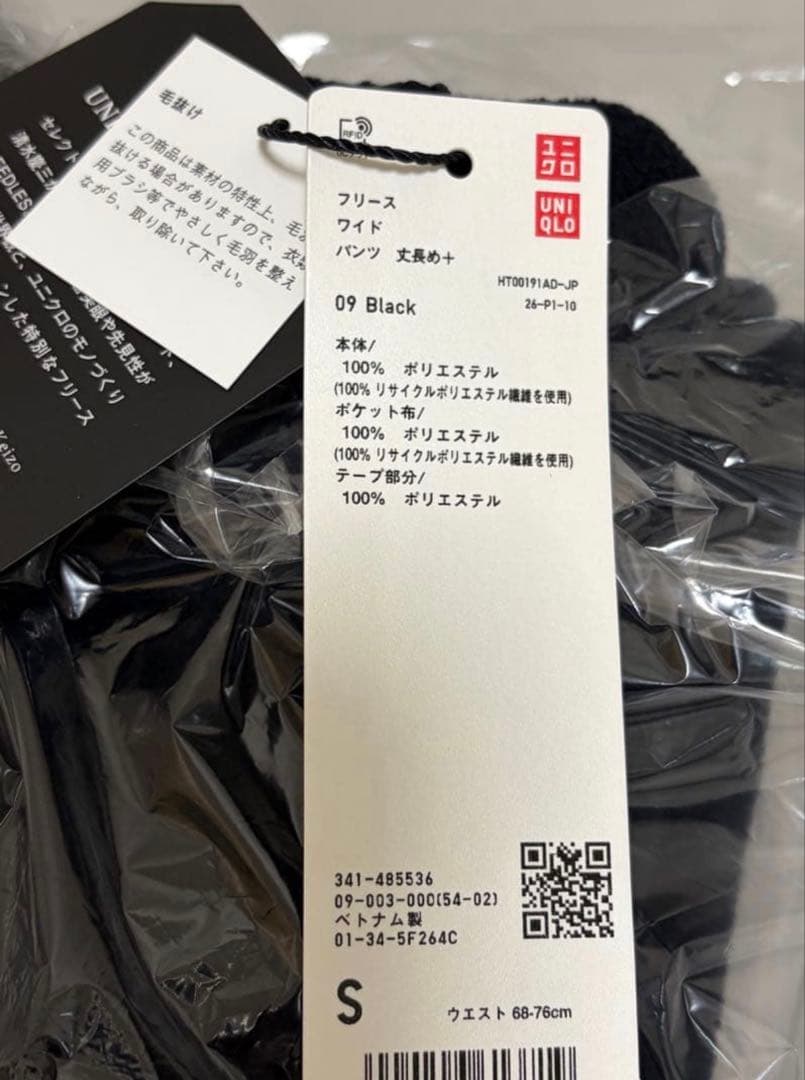 UN
セレクト
清水慶三
EEDLES
に、ユニクロのモノづくり
実眼や先見性が
した特別なフリース
Keizo
毛抜け
この商品は素材の特性上、毛
抜ける場合がありますので、衣
用ブラシ等でやさしく毛羽を整え
ながら、取り除いて下さい。
RFID
ユニクロ
UNI
QLO
フリース
ワイド
パンツ 丈長め+
HT00191AD-JP
26-P1-10
09 Black
本体/
100% ポリエステル
(100% リサイクルポリエステル繊維を使用)
ポケット布/
100% ポリエステル
(100% リサイクルポリエステル繊維を使用)
テープ部分/
100% ポリエステル
341-485536
09-003-000(54-02)
ベトナム製
01-34-5F264C
S
ウエスト 68-76cm